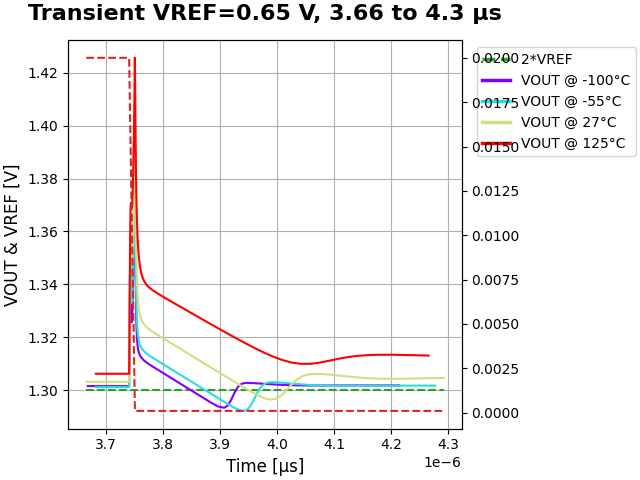 Transient VREF=0.65 V, 3.66 to 4.3 μs
VOUT & VREF [V]
1.42
1.40
1.38
1.36
1.34
1.32
1.30
3.7 3.8 3.9 4.0 4.1 4.2 4.3
1e−6
Time [μs]
0.0200
0.0175
0.0150
0.0125
0.0100
0.0075
0.0050
0.0025
0.0000
2*VREF
VOUT @ -100°C
VOUT @ -55°C
VOUT @ 27°C
VOUT @ 125°C